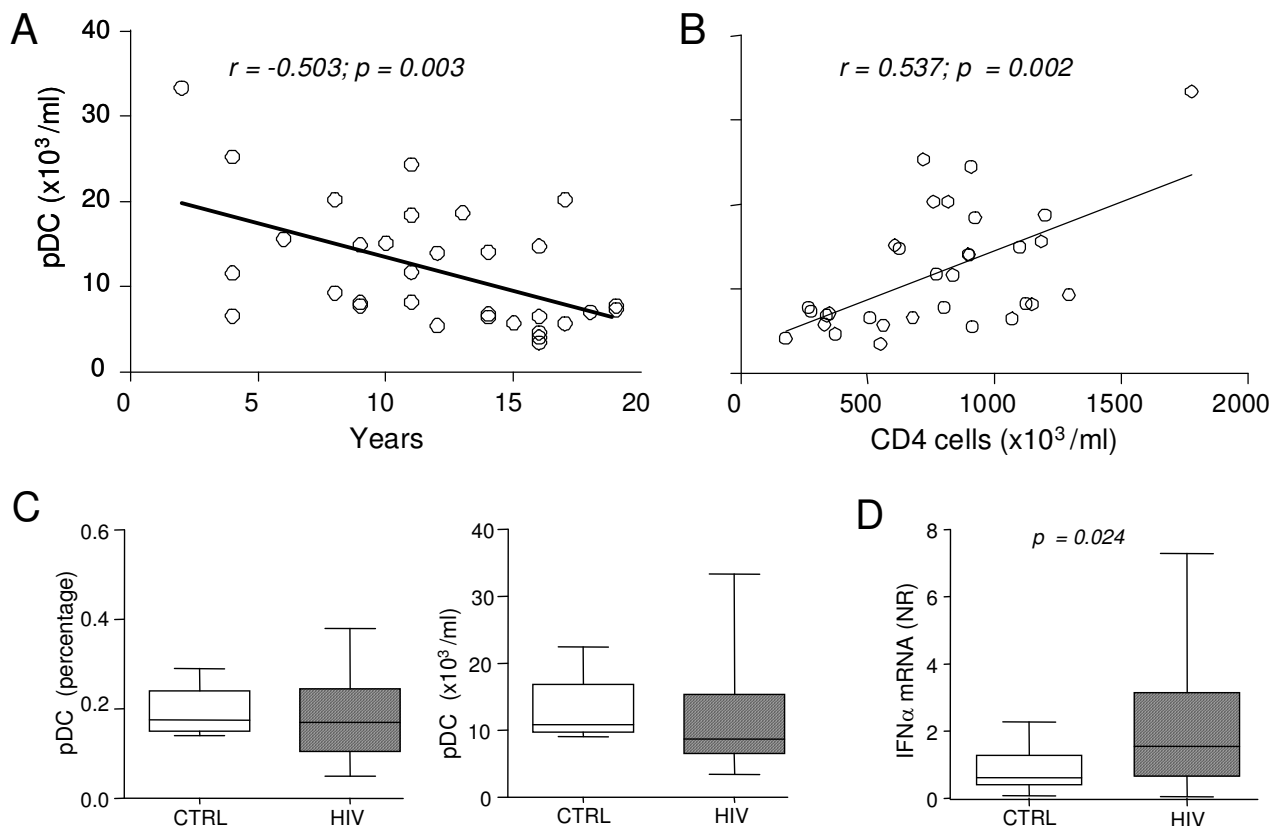 A
r = -0.503; p = 0.003
pDC (x10³/ml)
40
30
20
10
0
0 5 10 15 20
Years
B
r = 0.537; p = 0.002
0 500 1000 1500 2000
CD4 cells (x10³/ml)
C
pDC (percentage)
0.6
0.4
0.2
0.0
CTRL HIV
pDC (x10³/ml)
40
30
20
10
0
CTRL HIV
D
p = 0.024
IFNα mRNA (NR)
8
6
4
2
0
CTRL HIV